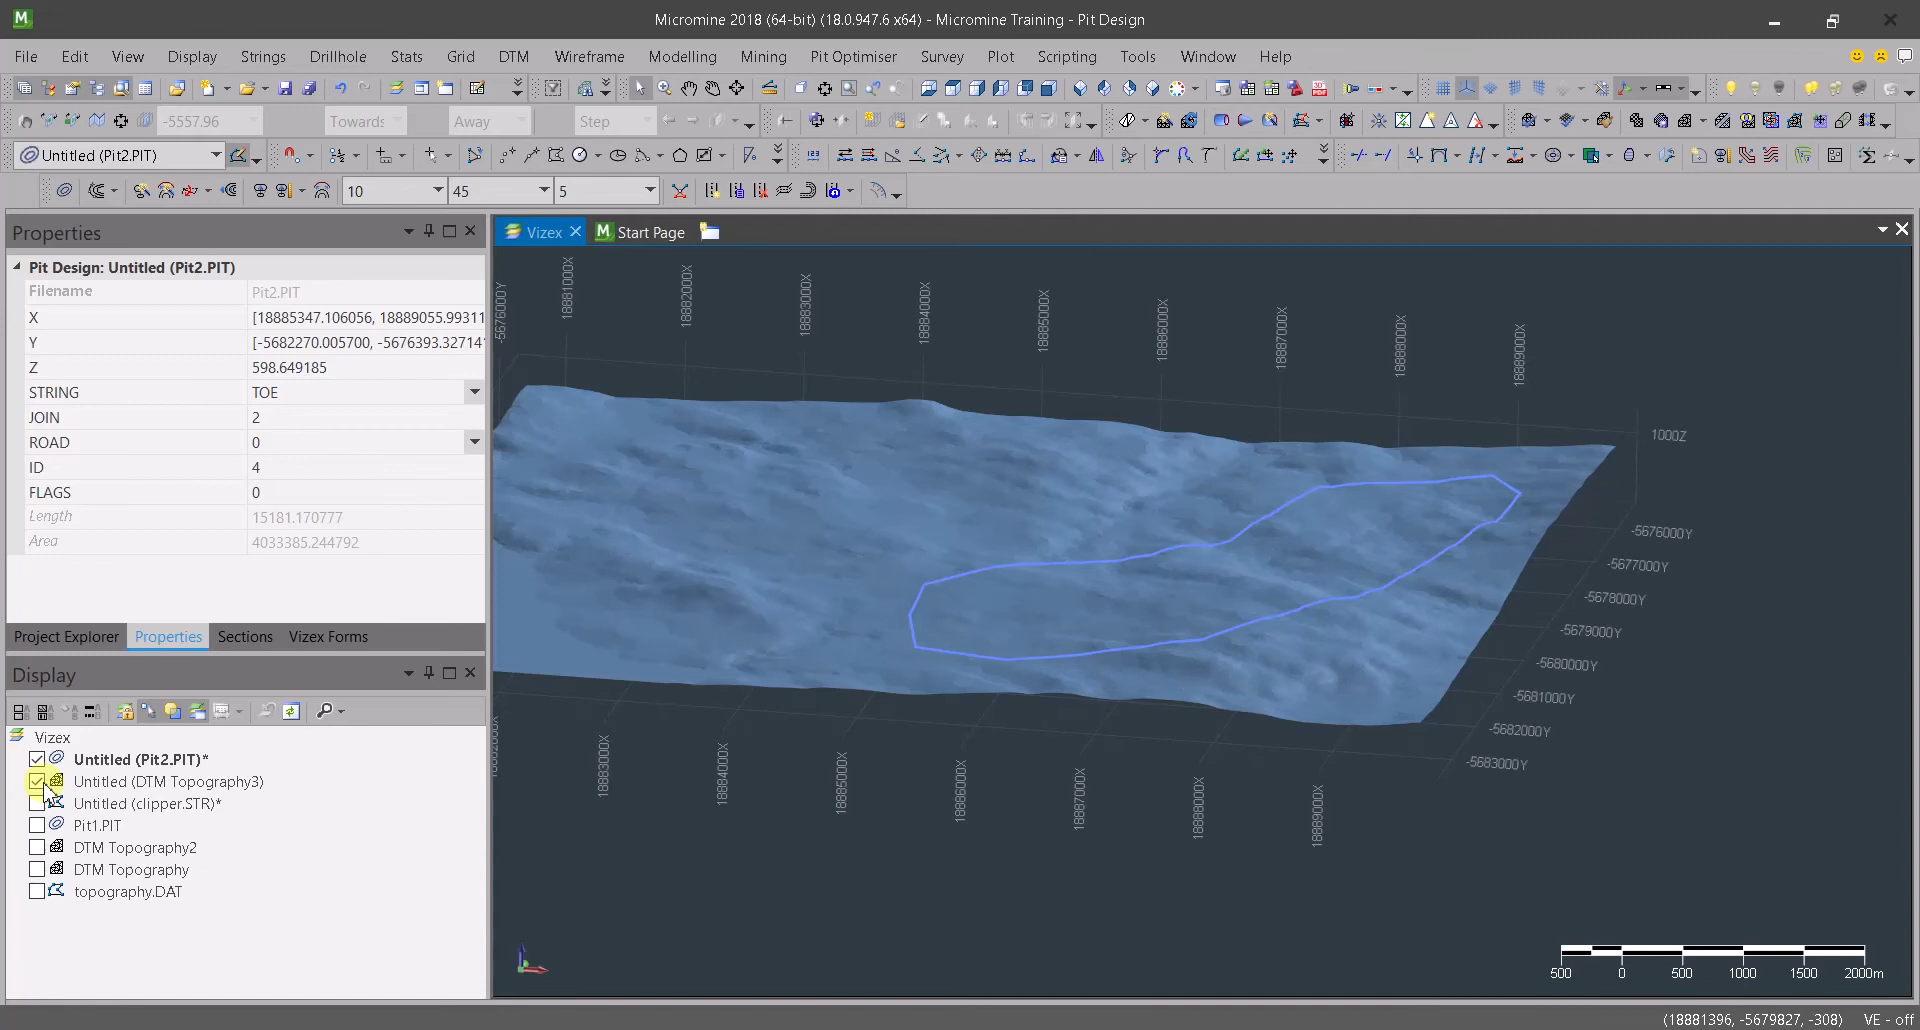 Micromine 2018 (64-bit) (18.0.947.6 x64) - Micromine Training - Pit Design
File Edit View Display Strings Drillhole Stats Grid DTM Wireframe Modelling Mining Pit Optimiser Survey Plot Scripting Tools Window Help
-5557.96 Towards Away Step
Untitled (Pit2.PIT)
10 45 5
Properties
Vizex Start Page
Pit Design: Untitled (Pit2.PIT)
Filename Pit2.PIT
X [18885347.106056, 18889055.99311
Y [-5682270.005700, -5676393.32714
Z 598.649185
STRING TOE
JOIN 2
ROAD 0
ID 4
FLAGS 0
Length 15181.170777
Area 4033385.244792
Project Explorer Properties Sections Vizex Forms
Display
Vizex
Untitled (Pit2.PIT)*
Untitled (DTM Topography3)
Untitled (clipper.STR)*
Pit1.PIT
DTM Topography2
DTM Topography
topography.DAT
-5676000Y
18881000X
18882000X
18883000X
18884000X
18885000X
18886000X
18887000X
18888000X
18889000X
1000Z
-5676000Y
-5677000Y
-5678000Y
-5679000Y
-5680000Y
-5681000Y
-5682000Y
-5683000Y
18883000X
18884000X
18885000X
18886000X
18887000X
18888000X
18889000X
500 0 500 1000 1500 2000m
(18881396, -5679827, -308) VE - off